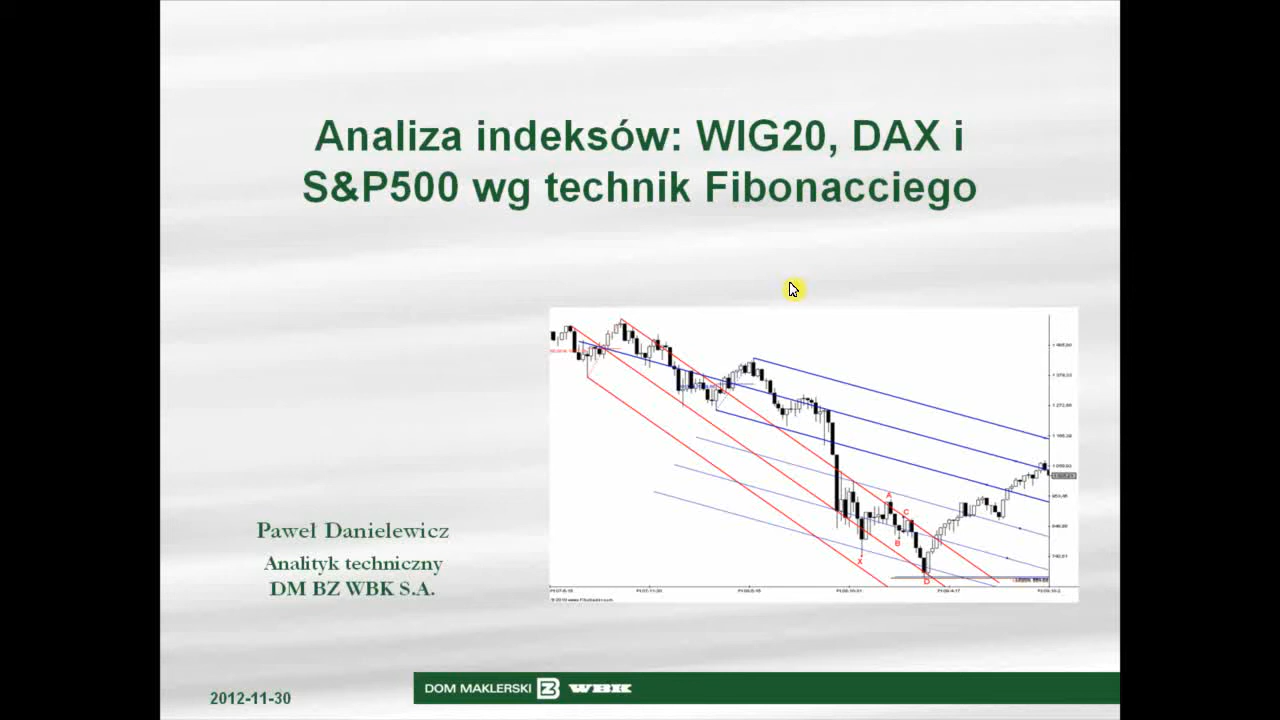 Analiza indeksów: WIG20, DAX i
S&P500 wg technik Fibonacciego
A
C
B
X
D
Paweł Danielewicz
Analityk techniczny
DM BZ WBK S.A.
2012-11-30
DOM MAKLERSKI Z WBK